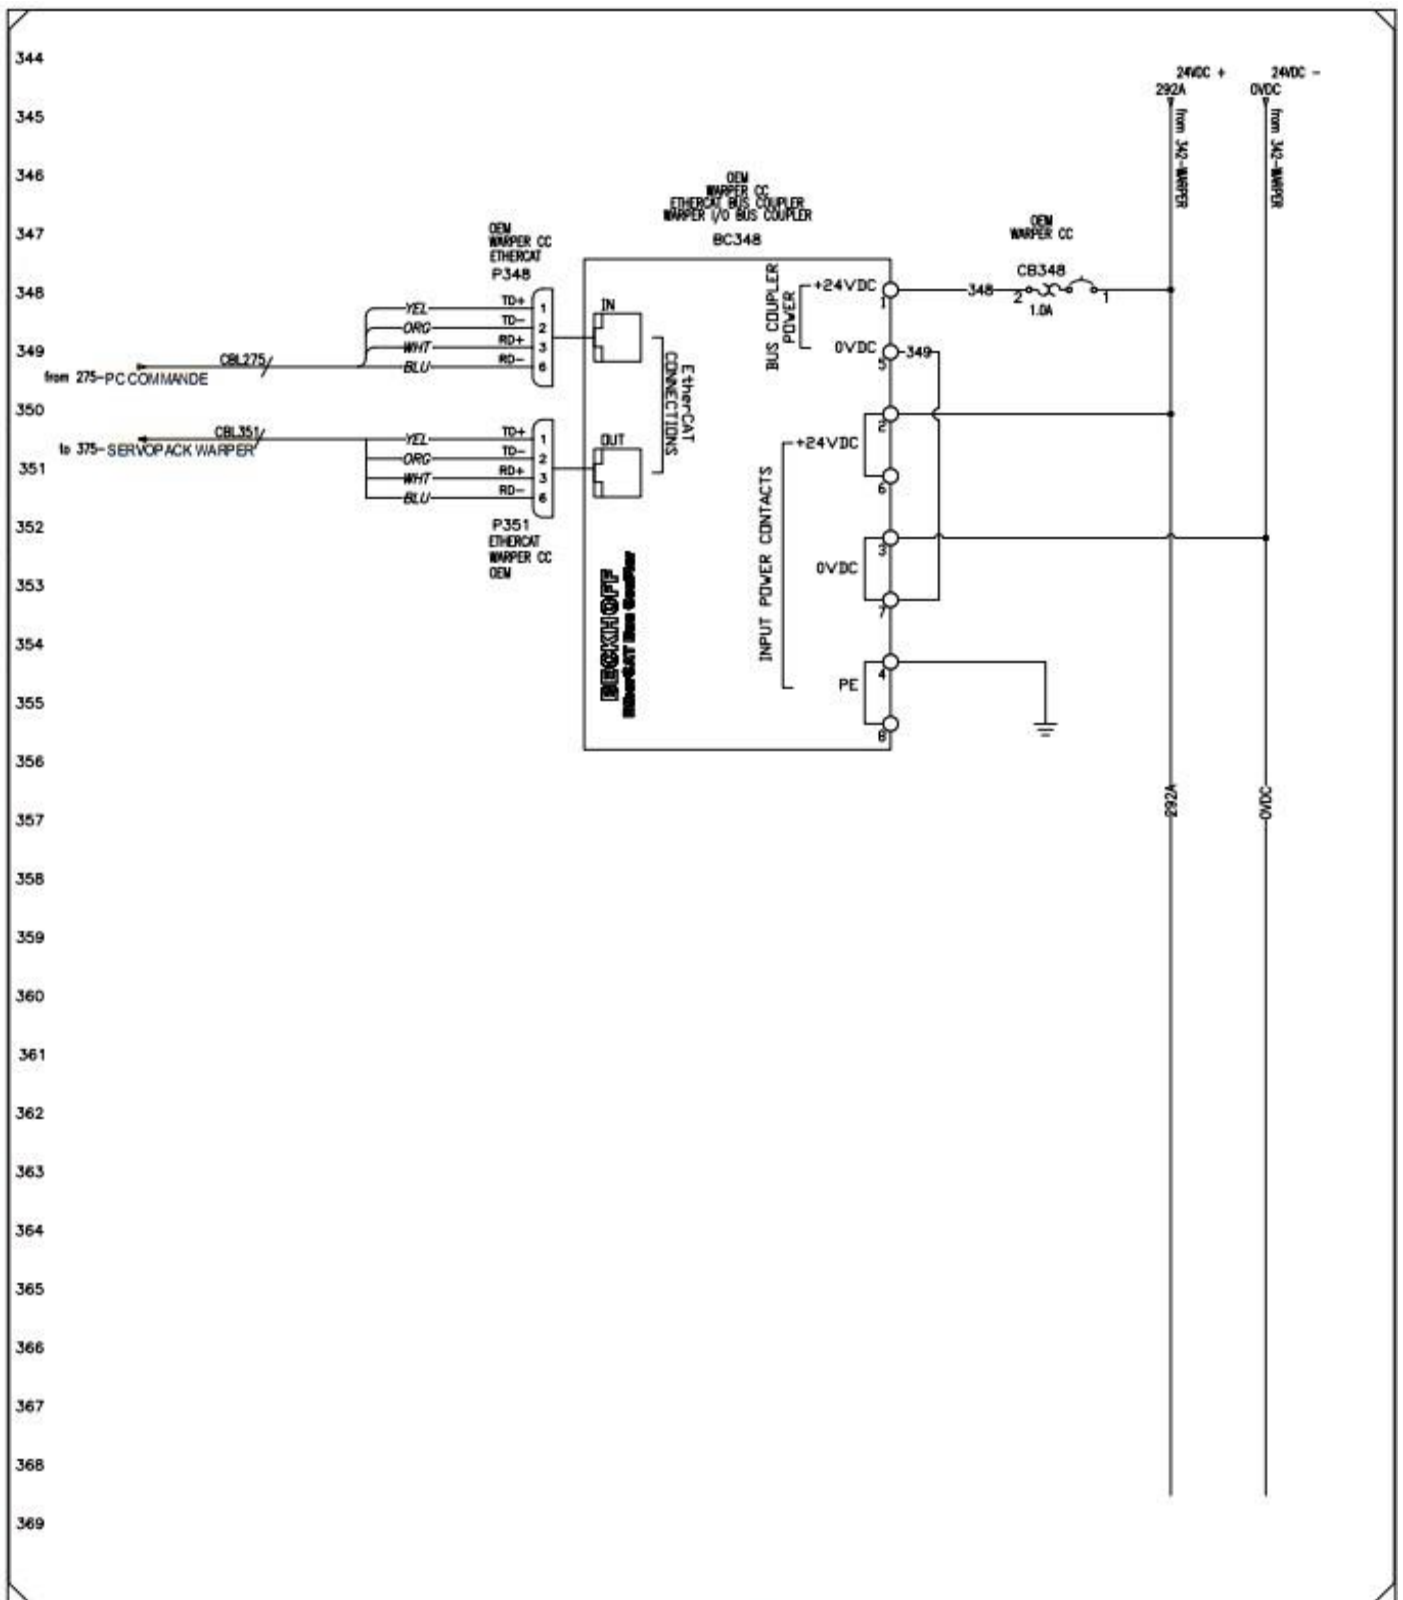 344
24VDC +
24VDC -
292A
0VDC
345
from 342-WARPER
from 342-WARPER
346
OEM
WARPER CC
ETHERCAT BUS COUPLER
WARPER I/O BUS COUPLER
BC348
347
OEM
WARPER CC
ETHERCAT
P348
OEM
WARPER CC
CB348
2
1
1.0A
348
348
YEL TD+ 1
ORG TD- 2
WHT RD+ 3
BLU RD- 6
IN
BUS COUPLER
POWER
+24VDC
1
0VDC
5
349
349
CBL275
from 275-PC COMMANDE
EtherCAT
CONNECTIONS
350
CBL351
to 375-SERVOPACK WARPER
YEL TD+ 1
ORG TD- 2
WHT RD+ 3
BLU RD- 6
OUT
351
P351
ETHERCAT
WARPER CC
OEM
INPUT POWER CONTACTS
+24VDC
2
6
352
0VDC
3
7
353
BECKHOFF
EtherCAT Bus Coupler
354
PE
4
8
355
356
292A
0VDC
357
358
359
360
361
362
363
364
365
366
367
368
369